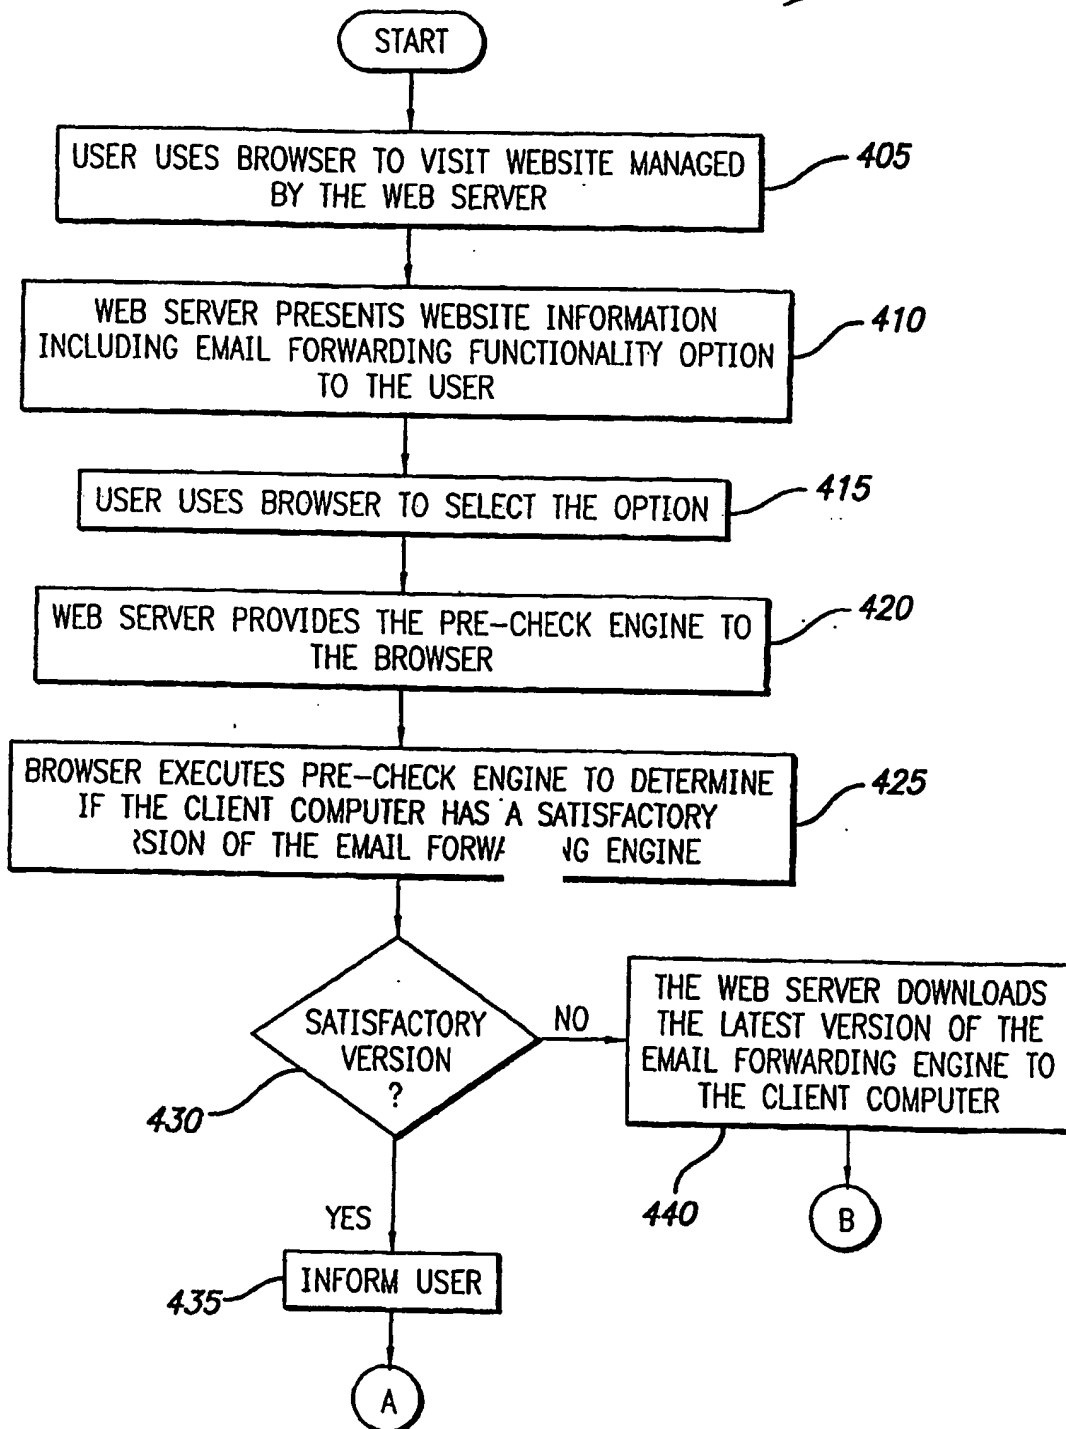 START
USER USES BROWSER TO VISIT WEBSITE MANAGED
BY THE WEB SERVER
405
WEB SERVER PRESENTS WEBSITE INFORMATION
INCLUDING EMAIL FORWARDING FUNCTIONALITY OPTION
TO THE USER
410
USER USES BROWSER TO SELECT THE OPTION
415
WEB SERVER PROVIDES THE PRE-CHECK ENGINE TO
THE BROWSER
420
BROWSER EXECUTES PRE-CHECK ENGINE TO DETERMINE
IF THE CLIENT COMPUTER HAS A SATISFACTORY
OF THE EMAIL ENGINE
425
SATISFACTORY
VERSION
?
430
NO
THE WEB SERVER DOWNLOADS
THE LATEST VERSION OF THE
EMAIL FORWARDING ENGINE TO
THE CLIENT COMPUTER
440
B
YES
INFORM USER
435
A